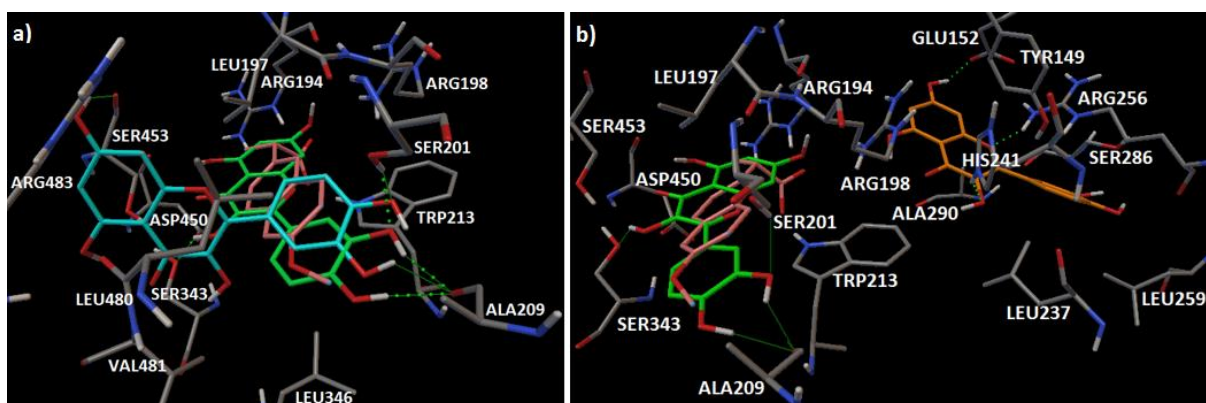 a)
LEU197
ARG194
ARG198
SER453
SER201
ARG483
ASP450
TRP213
LEU480
SER343
ALA209
VAL481
LEU346
b)
GLU152
TYR149
LEU197
ARG194
ARG256
SER453
HIS241
SER286
ASP450
ARG198
SER201
ALA290
TRP213
SER343
LEU237
LEU259
ALA209